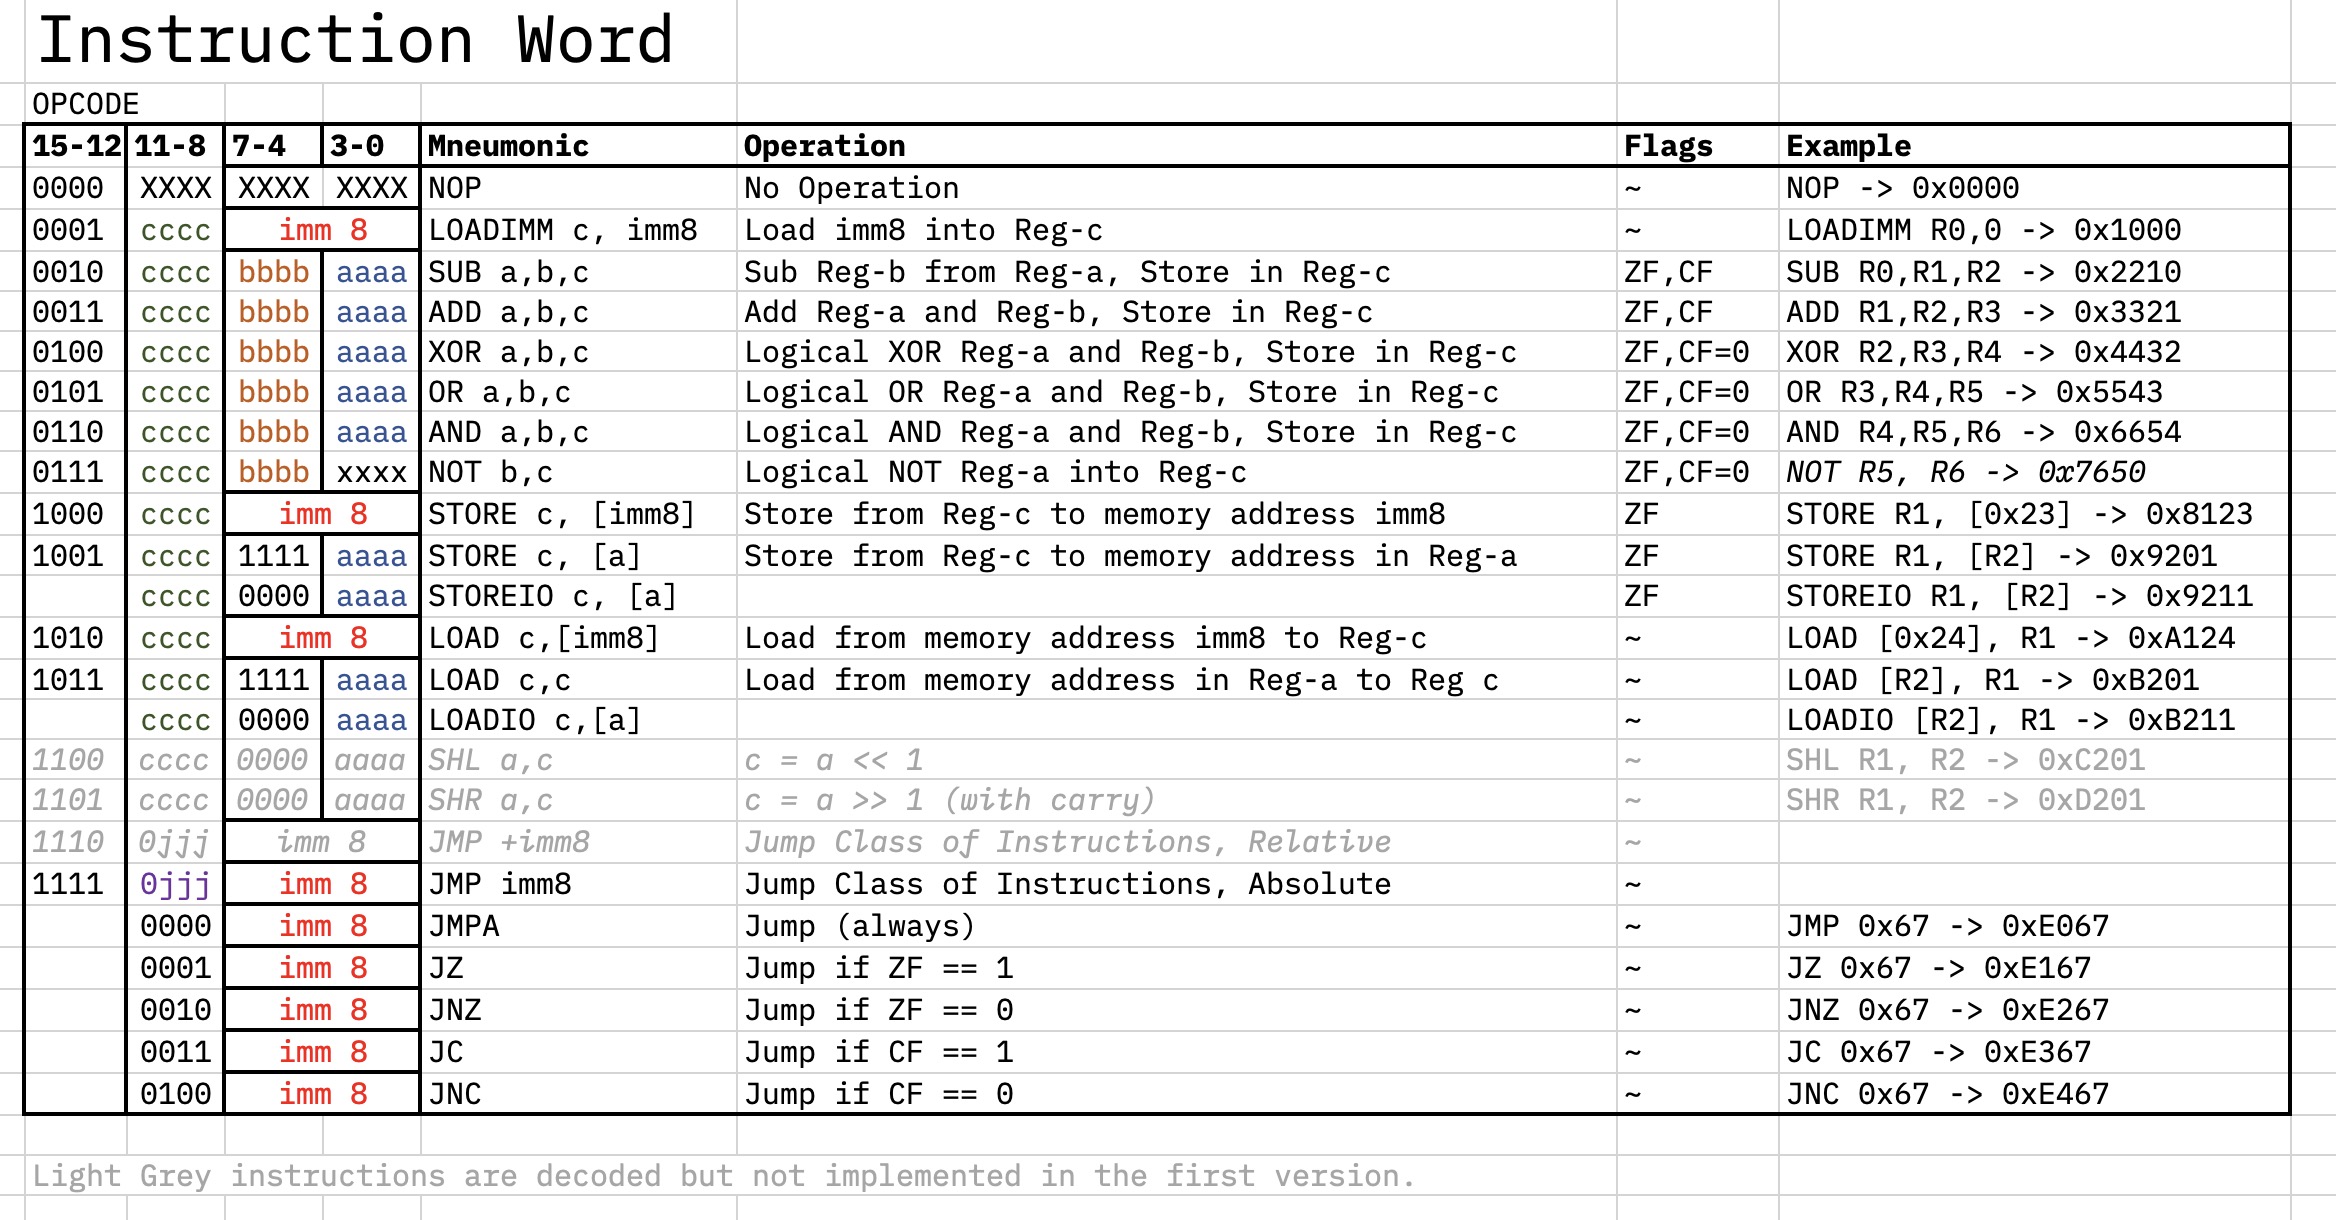 Instruction Word
OPCODE
15-12 11-8 7-4 3-0 Mneumonic Operation Flags Example
0000 XXXX XXXX XXXX NOP No Operation ~ NOP -> 0x0000
0001 cccc imm 8 LOADIMM c, imm8 Load imm8 into Reg-c ~ LOADIMM R0,0 -> 0x1000
0010 cccc bbbb aaaa SUB a,b,c Sub Reg-b from Reg-a, Store in Reg-c ZF,CF SUB R0,R1,R2 -> 0x2210
0011 cccc bbbb aaaa ADD a,b,c Add Reg-a and Reg-b, Store in Reg-c ZF,CF ADD R1,R2,R3 -> 0x3321
0100 cccc bbbb aaaa XOR a,b,c Logical XOR Reg-a and Reg-b, Store in Reg-c ZF,CF=0 XOR R2,R3,R4 -> 0x4432
0101 cccc bbbb aaaa OR a,b,c Logical OR Reg-a and Reg-b, Store in Reg-c ZF,CF=0 OR R3,R4,R5 -> 0x5543
0110 cccc bbbb aaaa AND a,b,c Logical AND Reg-a and Reg-b, Store in Reg-c ZF,CF=0 AND R4,R5,R6 -> 0x6654
0111 cccc bbbb xxxx NOT b,c Logical NOT Reg-a into Reg-c ZF,CF=0 NOT R5, R6 -> 0x7650
1000 cccc imm 8 STORE c, [imm8] Store from Reg-c to memory address imm8 ZF STORE R1, [0x23] -> 0x8123
1001 cccc 1111 aaaa STORE c, [a] Store from Reg-c to memory address in Reg-a ZF STORE R1, [R2] -> 0x9201
cccc 0000 aaaa STOREIO c, [a] ZF STOREIO R1, [R2] -> 0x9211
1010 cccc imm 8 LOAD c,[imm8] Load from memory address imm8 to Reg-c ~ LOAD [0x24], R1 -> 0xA124
1011 cccc 1111 aaaa LOAD c,c Load from memory address in Reg-a to Reg c ~ LOAD [R2], R1 -> 0xB201
cccc 0000 aaaa LOADIO c,[a] ~ LOADIO [R2], R1 -> 0xB211
1100 cccc 0000 aaaa SHL a,c c = a << 1 ~ SHL R1, R2 -> 0xC201
1101 cccc 0000 aaaa SHR a,c c = a >> 1 (with carry) ~ SHR R1, R2 -> 0xD201
1110 0jjj imm 8 JMP +imm8 Jump Class of Instructions, Relative ~
1111 0jjj imm 8 JMP imm8 Jump Class of Instructions, Absolute ~
0000 imm 8 JMPA Jump (always) ~ JMP 0x67 -> 0xE067
0001 imm 8 JZ Jump if ZF == 1 ~ JZ 0x67 -> 0xE167
0010 imm 8 JNZ Jump if ZF == 0 ~ JNZ 0x67 -> 0xE267
0011 imm 8 JC Jump if CF == 1 ~ JC 0x67 -> 0xE367
0100 imm 8 JNC Jump if CF == 0 ~ JNC 0x67 -> 0xE467
Light Grey instructions are decoded but not implemented in the first version.